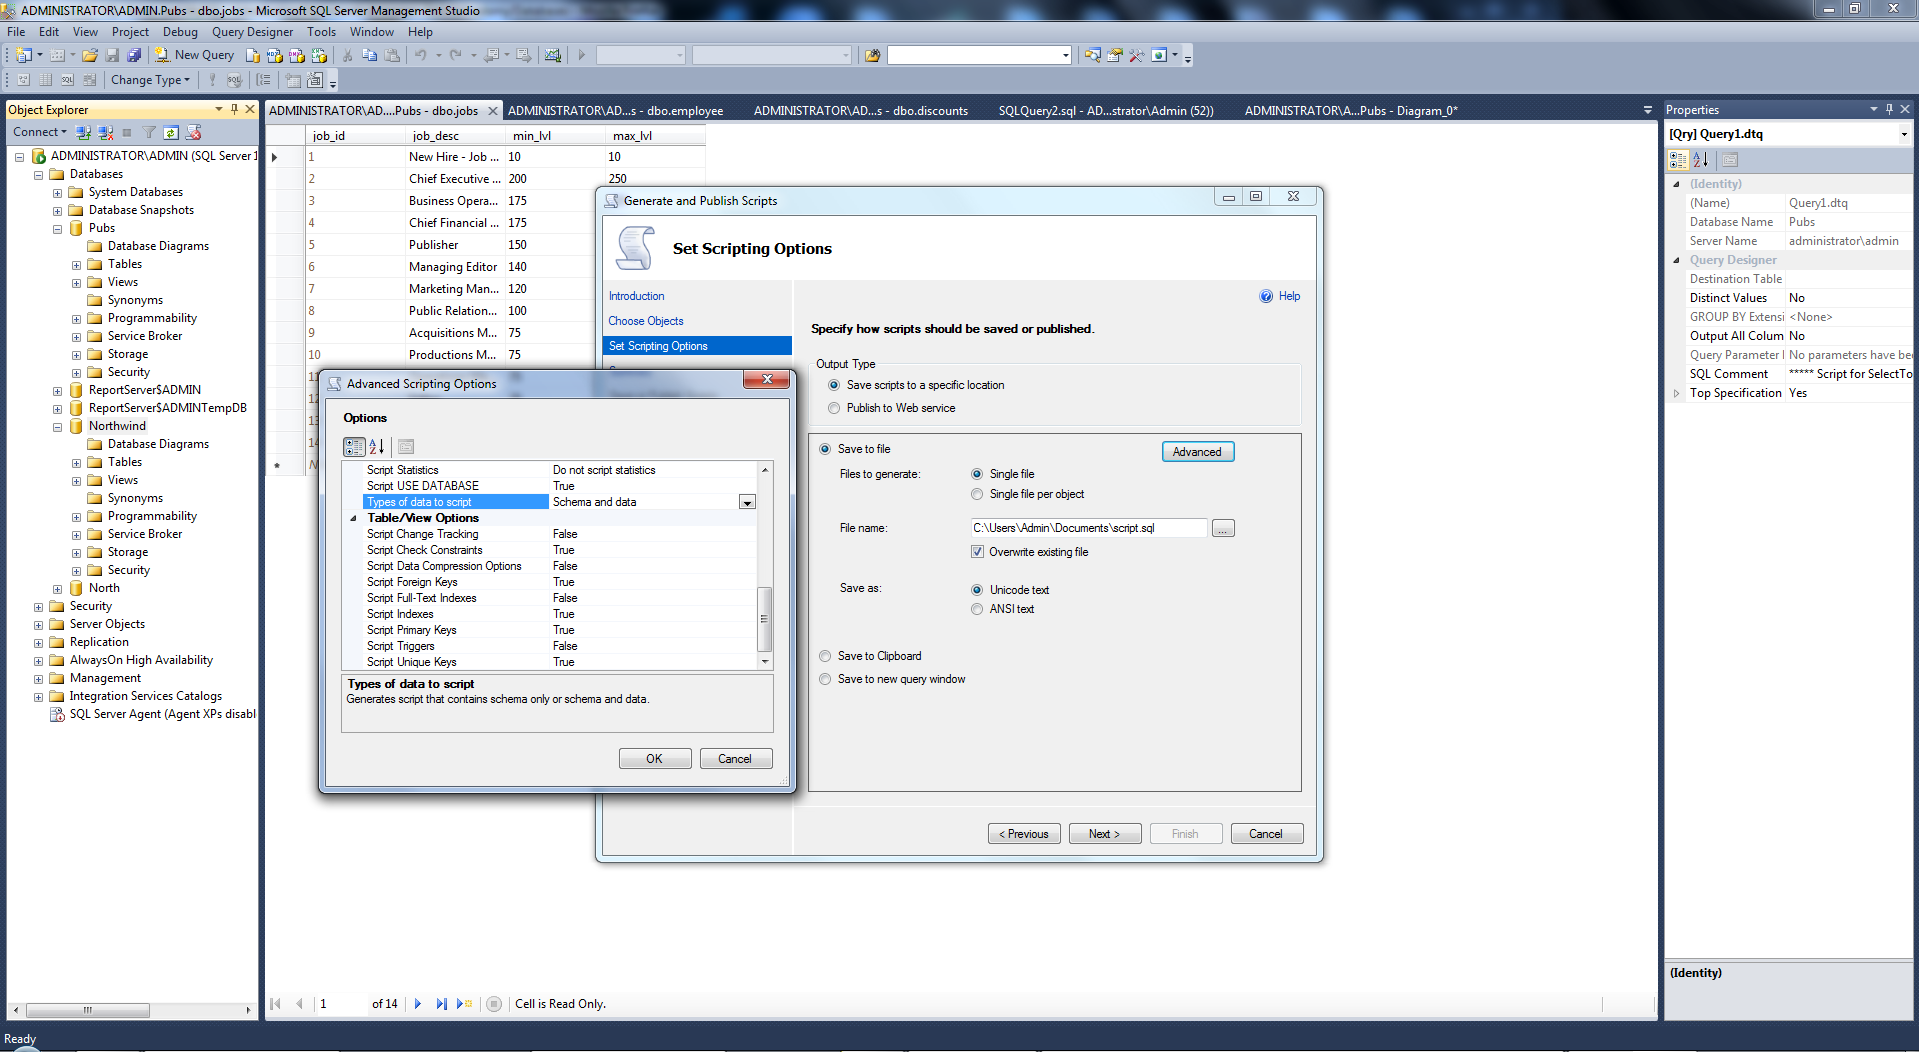 ADMINISTRATOR\ADMIN.Pubs - dbo.jobs - Microsoft SQL Server Management Studio
File Edit View Project Debug Query Designer Tools Window Help
New Query
Change Type
Object Explorer
Connect
ADMINISTRATOR\ADMIN (SQL Server 1
Databases
System Databases
Database Snapshots
Pubs
Database Diagrams
Tables
Views
Synonyms
Programmability
Service Broker
Storage
Security
ReportServer$ADMIN
ReportServer$ADMINTempDB
Northwind
Database Diagrams
Tables
Views
Synonyms
Programmability
Service Broker
Storage
Security
North
Security
Server Objects
Replication
AlwaysOn High Availability
Management
Integration Services Catalogs
SQL Server Agent (Agent XPs disabl
ADMINISTRATOR\AD....Pubs - dbo.jobs ADMINISTRATOR\AD...s - dbo.employee ADMINISTRATOR\AD...s - dbo.discounts SQLQuery2.sql - AD...strator\Admin (52)) ADMINISTRATOR\A...Pubs - Diagram_0*
job_id job_desc min_lvl max_lvl
1 New Hire - Job ... 10 10
2 Chief Executive ... 200 250
3 Business Opera... 175
4 Chief Financial ... 175
5 Publisher 150
6 Managing Editor 140
7 Marketing Man... 120
8 Public Relation... 100
9 Acquisitions M... 75
10 Productions M... 75
11
12
13
14
Generate and Publish Scripts
Set Scripting Options
Introduction
Choose Objects
Set Scripting Options
Help
Specify how scripts should be saved or published.
Output Type
Save scripts to a specific location
Publish to Web service
Save to file
Advanced
Files to generate:
Single file
Single file per object
File name:
C:\Users\Admin\Documents\script.sql
...
Overwrite existing file
Save as:
Unicode text
ANSI text
Save to Clipboard
Save to new query window
< Previous Next > Finish Cancel
Advanced Scripting Options
Options
Script Statistics Do not script statistics
Script USE DATABASE True
Types of data to script Schema and data
Table/View Options
Script Change Tracking False
Script Check Constraints True
Script Data Compression Options False
Script Foreign Keys True
Script Full-Text Indexes False
Script Indexes True
Script Primary Keys True
Script Triggers False
Script Unique Keys True
Types of data to script
Generates script that contains schema only or schema and data.
OK Cancel
1 of 14 Cell is Read Only.
Properties
[Qry] Query1.dtq
(Identity)
(Name) Query1.dtq
Database Name Pubs
Server Name administrator\admin
Query Designer
Destination Table
Distinct Values No
GROUP BY Extensi <None>
Output All Colum No
Query Parameter No parameters have bee
SQL Comment ***** Script for SelectTo
Top Specification Yes
(Identity)
Ready